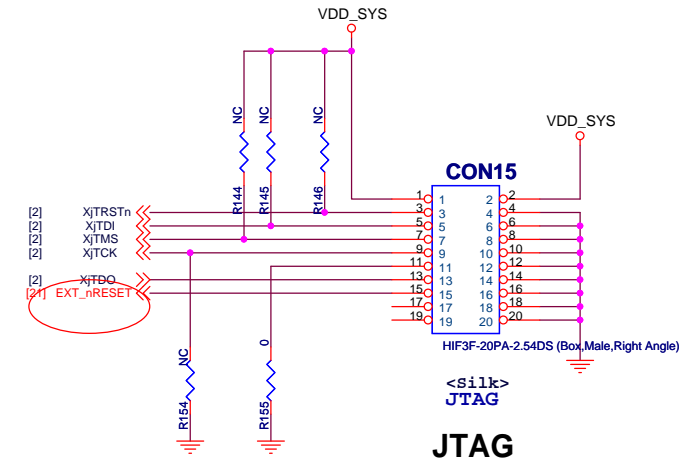 VDD_SYS
VDD_SYS
NC
NC
NC
R144
R145
R146
CON15
[2] XjTRSTn
[2] XjTDI
[2] XjTMS
[2] XjTCK
[2] XjTDO
[21] EXT_nRESET
1 1 2 2
3 3 4 4
5 5 6 6
7 7 8 8
9 9 10 10
11 11 12 12
13 13 14 14
15 15 16 16
17 17 18 18
19 19 20 20
HIF3F-20PA-2.54DS (Box,Male,Right Angle)
NC
0
R154
R155
<Silk>
JTAG
JTAG